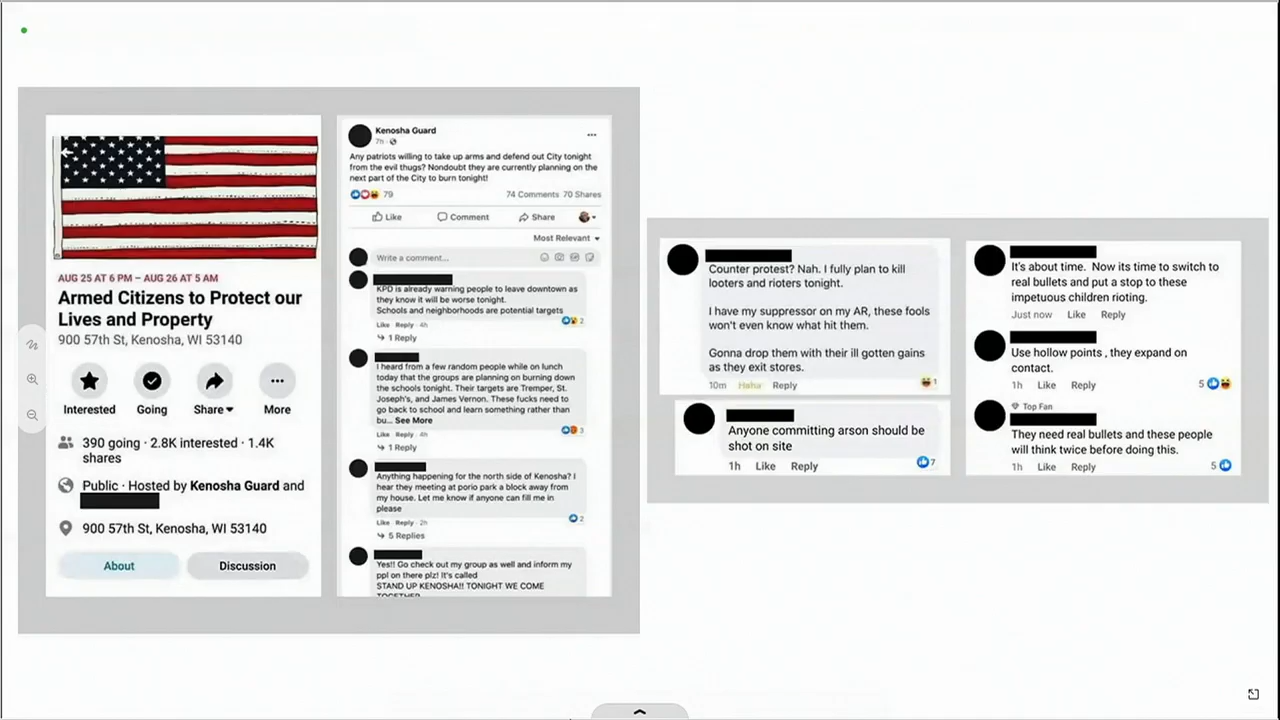 AUG 25 AT 6 PM – AUG 26 AT 5 AM
Armed Citizens to Protect our
Lives and Property
900 57th St, Kenosha, WI 53140
Interested
Going
Share
More
390 going · 2.8K interested · 1.4K
shares
Public · Hosted by Kenosha Guard and
900 57th St, Kenosha, WI 53140
About
Discussion
Kenosha Guard
7h ·
Any patriots willing to take up arms and defend out City tonight
from the evil thugs? Nondoubt they are currently planning on the
next part of the City to burn tonight!
79
74 Comments 70 Shares
Like
Comment
Share
Most Relevant
Write a comment...
KPD is already warning people to leave downtown as
they know it will be worse tonight.
Schools and neighborhoods are potential targets
2
Like · Reply · 4h
1 Reply
I heard from a few random people while on lunch
today that the groups are planning on burning down
the schools tonight. Their targets are Tremper, St.
Joseph's, and James Vernon. These fucks need to
go back to school and learn something rather than
bu... See More
3
Like · Reply · 4h
1 Reply
Anything happening for the north side of Kenosha? I
hear they meeting at porio park a block away from
my house. Let me know if anyone can fill me in
please
2
Like · Reply · 2h
5 Replies
Yes!! Go check out my group as well and inform my
ppl on there plz! It's called
STAND UP KENOSHA!! TONIGHT WE COME
TOGETHER
Counter protest? Nah. I fully plan to kill
looters and rioters tonight.
I have my suppressor on my AR, these fools
won't even know what hit them.
Gonna drop them with their ill gotten gains
as they exit stores.
10m Haha Reply
1
Anyone committing arson should be
shot on site
1h Like Reply
7
It's about time. Now its time to switch to
real bullets and put a stop to these
impetuous children rioting.
Just now Like Reply
Use hollow points , they expand on
contact.
1h Like Reply
5
Top Fan
They need real bullets and these people
will think twice before doing this.
1h Like Reply
5